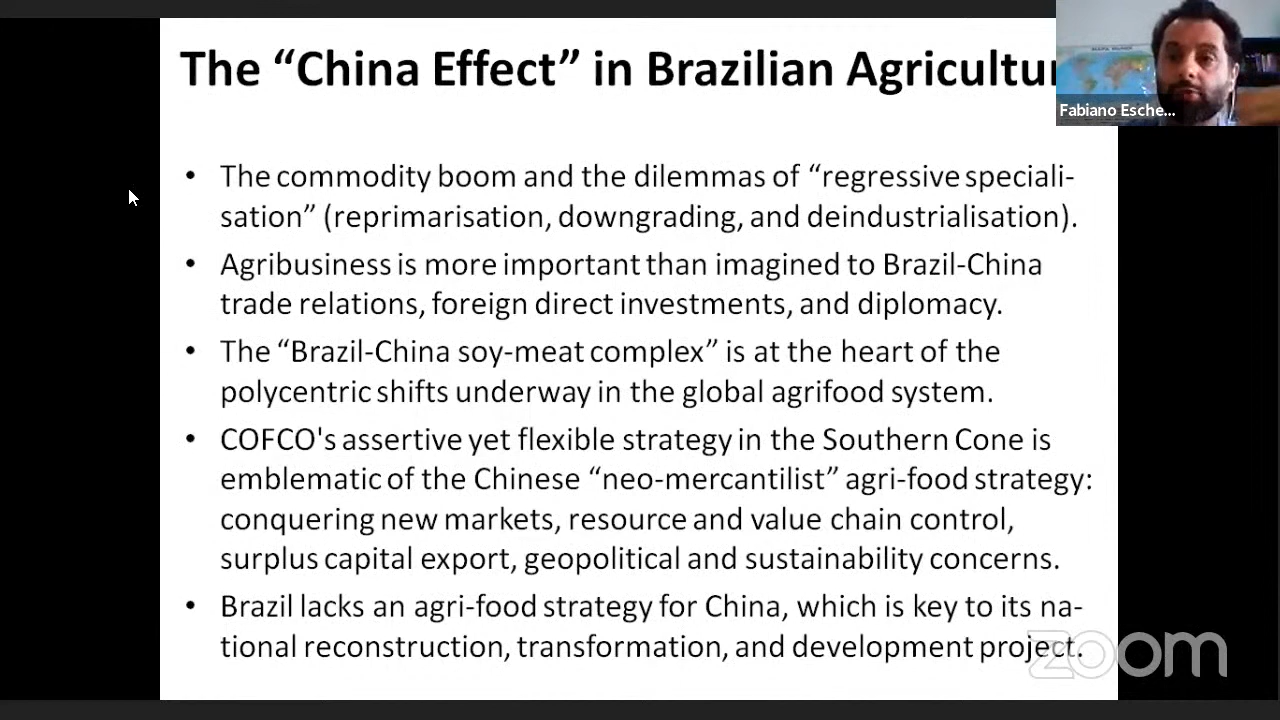 The “China Effect” in Brazilian Agricultur
Fabiano Esche...
• The commodity boom and the dilemmas of “regressive speciali-
sation” (reprimarisation, downgrading, and deindustrialisation).
• Agribusiness is more important than imagined to Brazil-China
trade relations, foreign direct investments, and diplomacy.
• The “Brazil-China soy-meat complex” is at the heart of the
polycentric shifts underway in the global agrifood system.
• COFCO's assertive yet flexible strategy in the Southern Cone is
emblematic of the Chinese “neo-mercantilist” agri-food strategy:
conquering new markets, resource and value chain control,
surplus capital export, geopolitical and sustainability concerns.
• Brazil lacks an agri-food strategy for China, which is key to its na-
tional reconstruction, transformation, and development project.
zoom